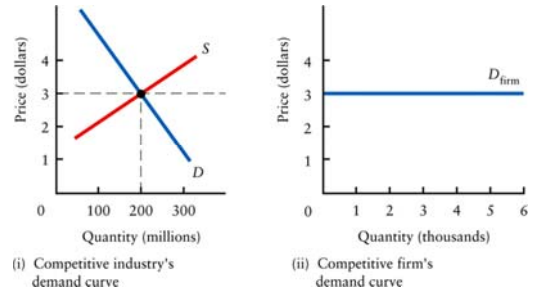 Price (dollars)
4
3
2
1
0
100 200 300
S
D
Quantity (millions)
(i) Competitive industry's
demand curve
Price (dollars)
4
3
2
1
0
1 2 3 4 5 6
D firm
Quantity (thousands)
(ii) Competitive firm's
demand curve